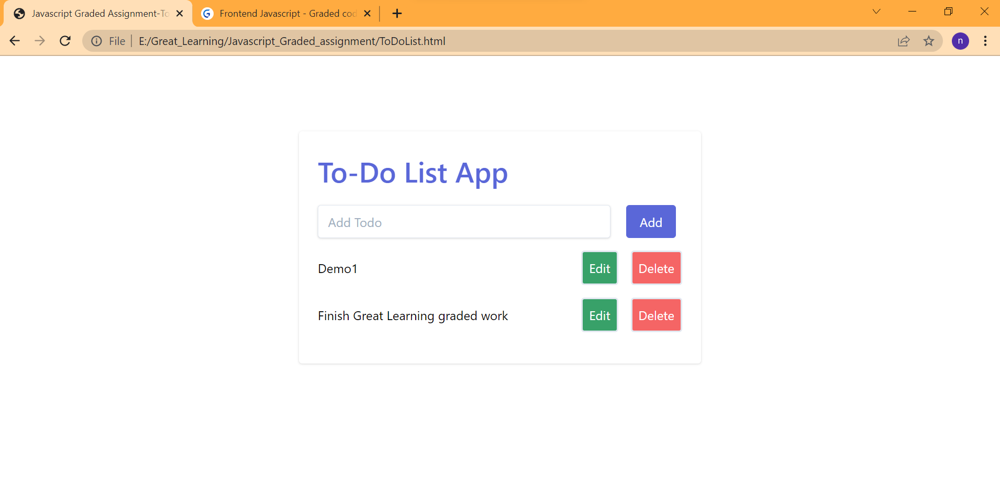 Javascript Graded Assignment-To
Frontend Javascript - Graded cod
File
E:/Great_Learning/Javascript_Graded_assignment/ToDoList.html
n
To-Do List App
Add Todo
Add
Demo1
Edit
Delete
Finish Great Learning graded work
Edit
Delete